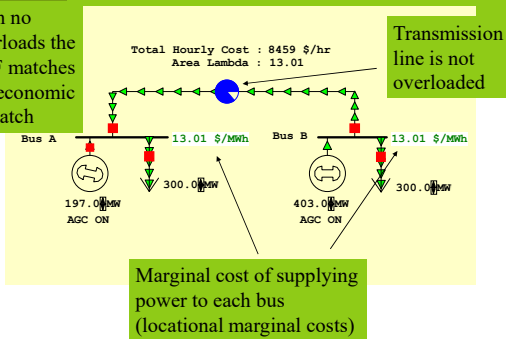 n no
rloads the
F matches
economic
atch
Total Hourly Cost : 8459 $/hr
Area Lambda : 13.01
Transmission
line is not
overloaded
Bus A
13.01 $/MWh
Bus B
13.01 $/MWh
300.0 MW
300.0 MW
197.0 MW
AGC ON
403.0 MW
AGC ON
Marginal cost of supplying
power to each bus
(locational marginal costs)